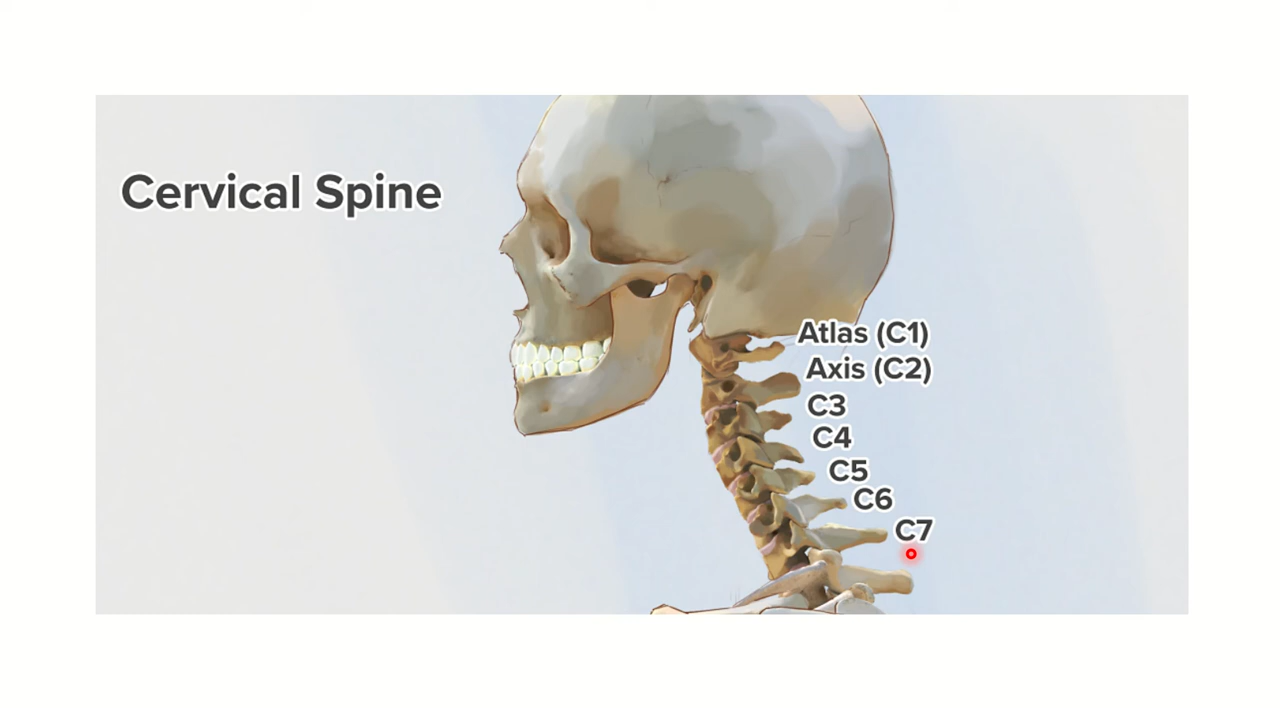 Cervical Spine
Atlas (C1)
Axis (C2)
C3
C4
C5
C6
C7